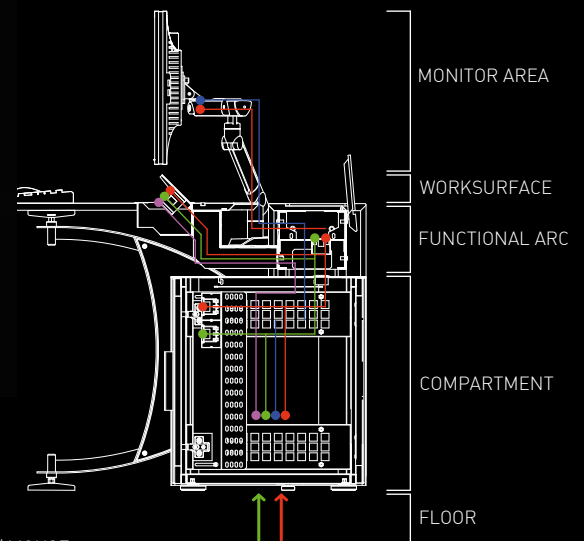 MONITOR AREA
WORKSURFACE
FUNCTIONAL ARC
COMPARTMENT
FLOOR